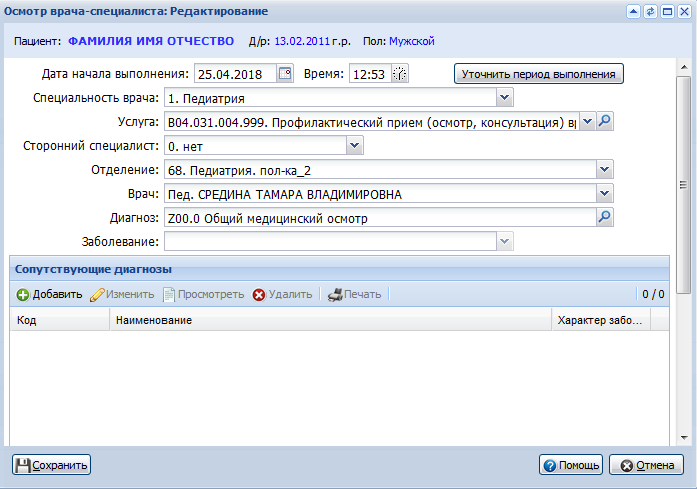 Осмотр врача-специалиста: Редактирование
Пациент: ФАМИЛИЯ ИМЯ ОТЧЕСТВО Д/р: 13.02.2011 г.р. Пол: Мужской
Дата начала выполнения: 25.04.2018 Время: 12:53 Уточнить период выполнения
Специальность врача: 1. Педиатрия
Услуга: B04.031.004.999. Профилактический прием (осмотр, консультация) вр
Сторонний специалист: 0. нет
Отделение: 68. Педиатрия. пол-ка_2
Врач: Пед. СРЕДИНА ТАМАРА ВЛАДИМИРОВНА
Диагноз: Z00.0 Общий медицинский осмотр
Заболевание:
Сопутствующие диагнозы
Добавить Изменить Просмотреть Удалить Печать 0 / 0
Код Наименование Характер забо...
Сохранить Помощь Отмена